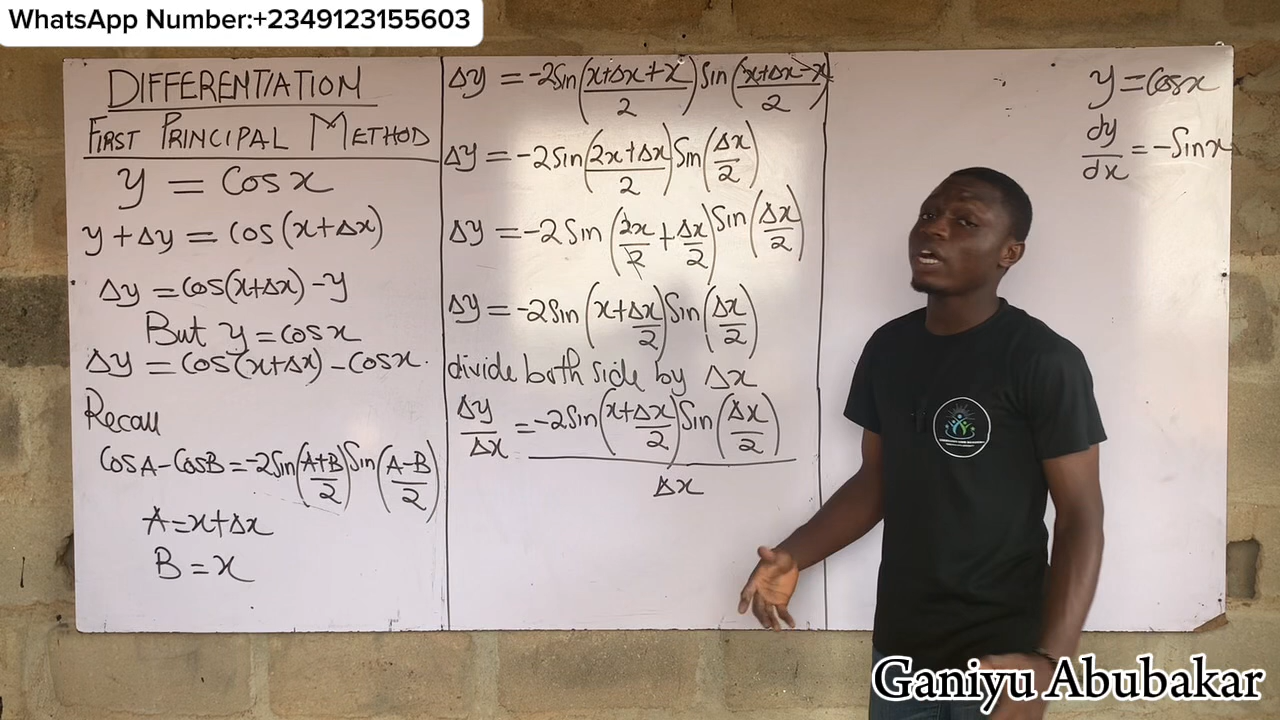 WhatsApp Number:+2349123155603
DIFFERENTIATION
FIRST PRINCIPAL METHOD
y = Cosx
y + Δy = cos(x+Δx)
Δy = cos(x+Δx) - y
But y = cosx
Δy = cos(x+Δx) - cosx.
Recall
CosA - CosB = -2Sin(A+B/2) Sin(A-B/2)
A = x+Δx
B = x
Δy = -2Sin(x+Δx+x/2) Sin(x+Δx-x/2)
Δy = -2Sin(2x+Δx/2) Sin(Δx/2)
Δy = -2Sin(2x/2 + Δx/2) Sin(Δx/2)
Δy = -2Sin(x+Δx/2) Sin(Δx/2)
divide both side by Δx
Δy/Δx = -2Sin(x+Δx/2) Sin(Δx/2) / Δx
y = Cosx
dy/dx = -Sinx
Ganiyu Abubakar